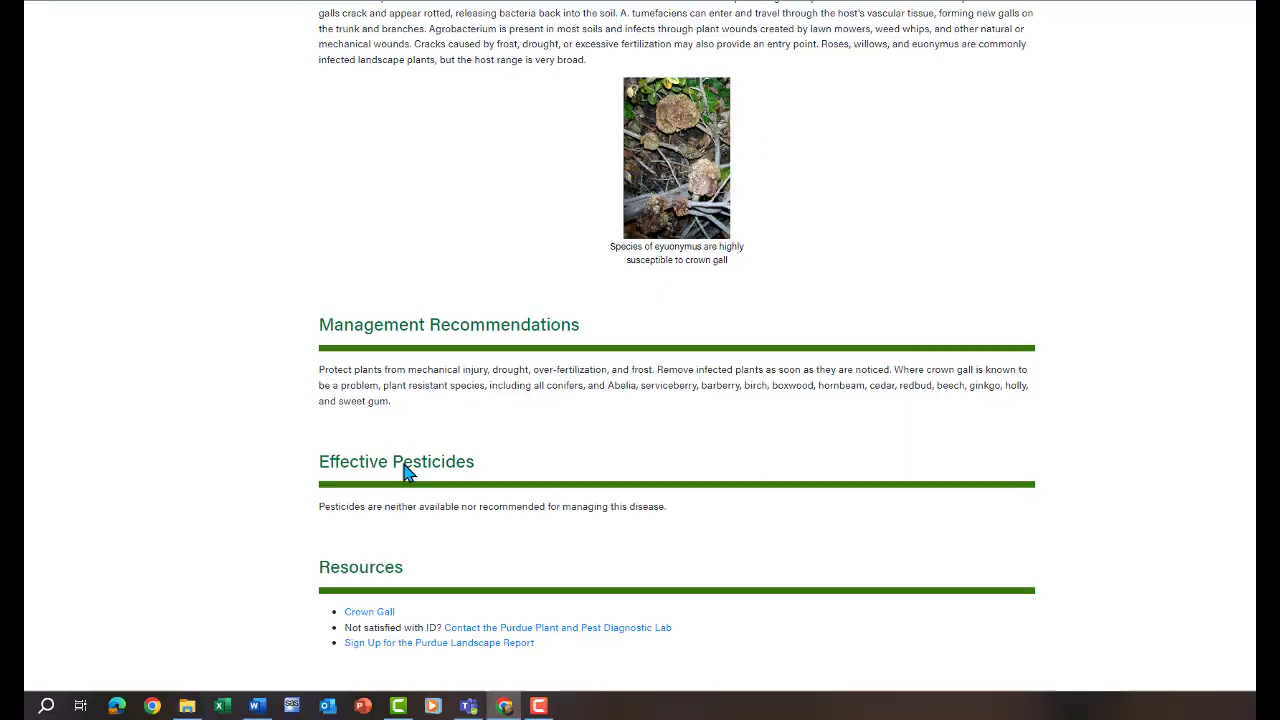 galls crack and appear rotted, releasing bacteria back into the soil. A. tumefaciens can enter and travel through the host's vascular tissue, forming new galls on
the trunk and branches. Agrobacterium is present in most soils and infects through plant wounds created by lawn mowers, weed whips, and other natural or
mechanical wounds. Cracks caused by frost, drought, or excessive fertilization may also provide an entry point. Roses, willows, and euonymus are commonly
infected landscape plants, but the host range is very broad.
Species of eyuonymus are highly
susceptible to crown gall
Management Recommendations
Protect plants from mechanical injury, drought, over-fertilization, and frost. Remove infected plants as soon as they are noticed. Where crown gall is known to
be a problem, plant resistant species, including all conifers, and Abelia, serviceberry, barberry, birch, boxwood, hornbeam, cedar, redbud, beech, ginkgo, holly,
and sweet gum.
Effective Pesticides
Pesticides are neither available nor recommended for managing this disease.
Resources
• Crown Gall
• Not satisfied with ID? Contact the Purdue Plant and Pest Diagnostic Lab
• Sign Up for the Purdue Landscape Report